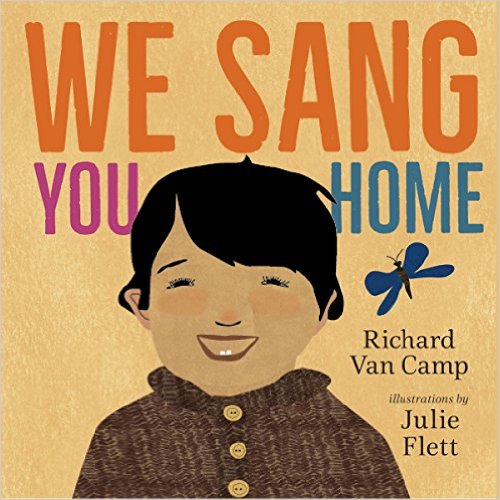 WE SANG
YOU HOME
Richard
Van Camp
illustrations by
Julie
Flett